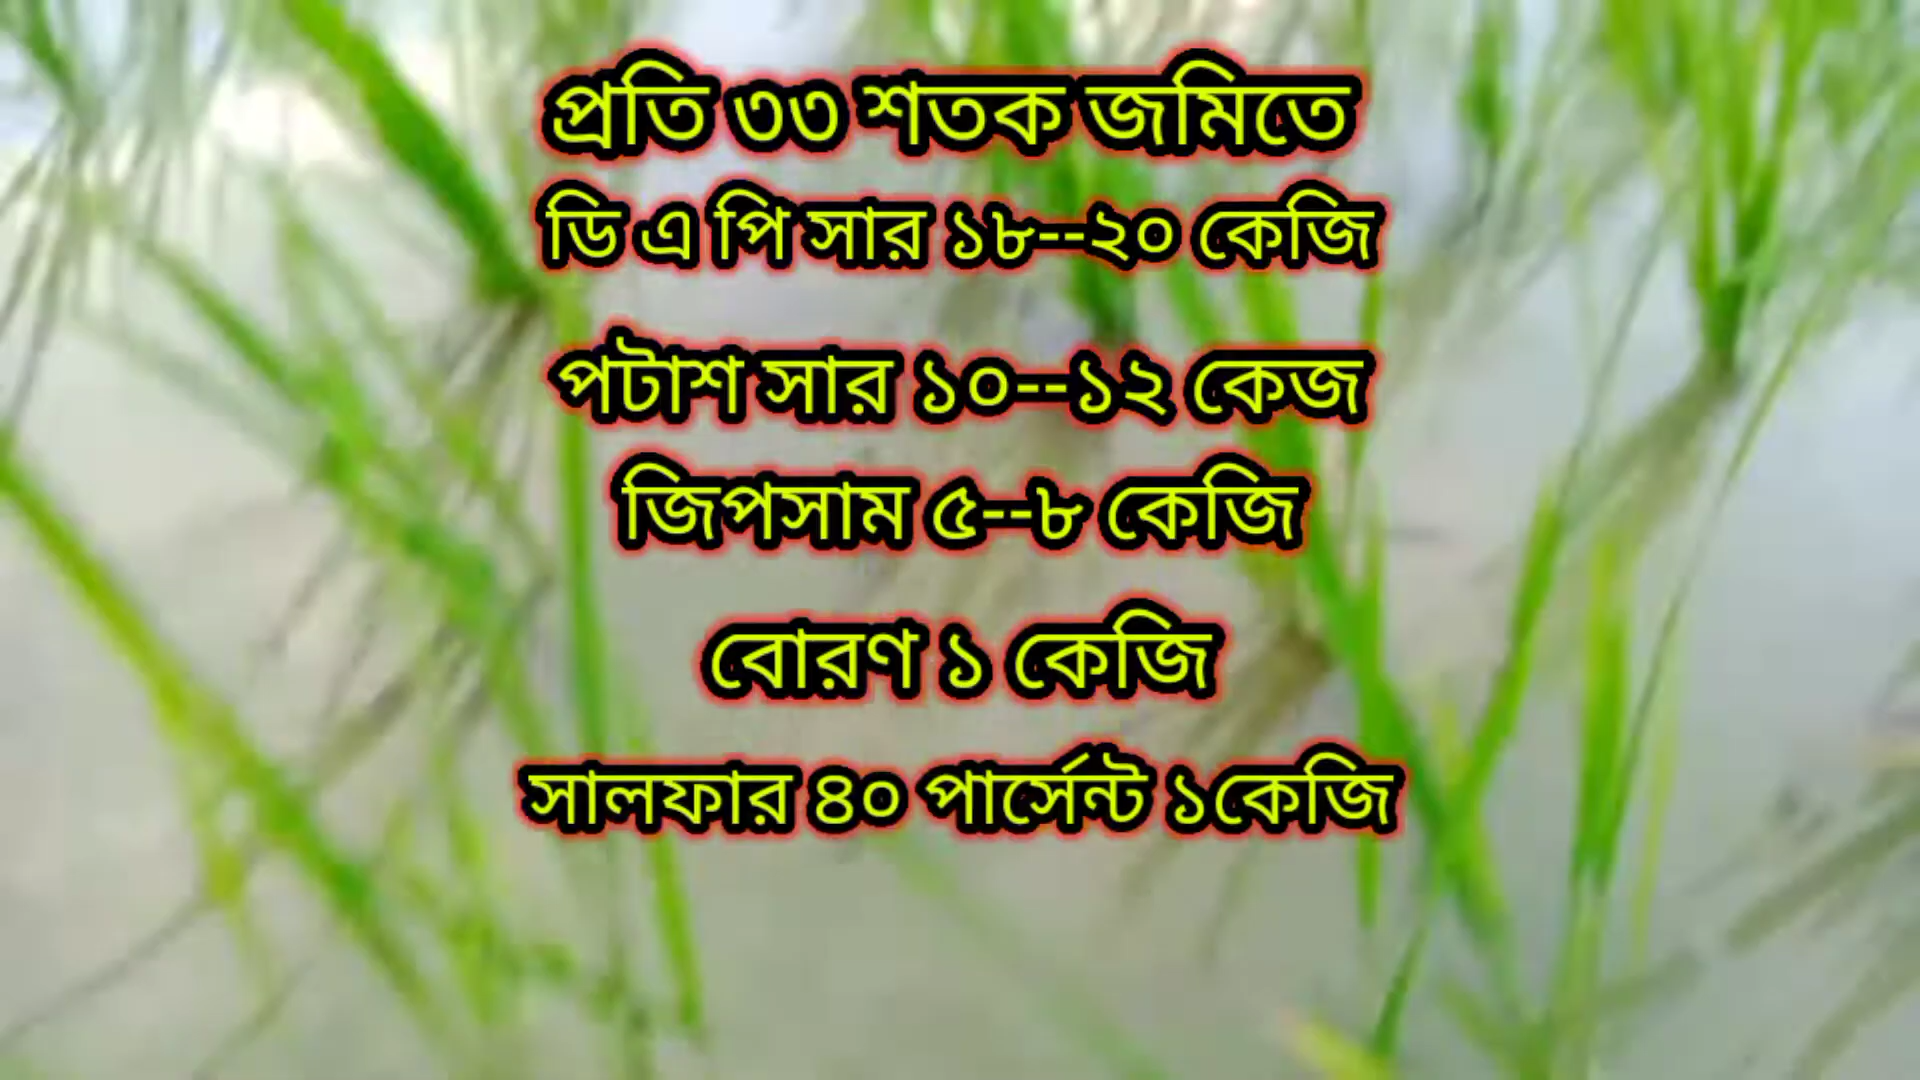 প্রতি ৩৩ শতক জমিতে
ডি এ পি সার ১৮--২০ কেজি
পটাশ সার ১০--১২ কেজ
জিপসাম ৫--৮ কেজি
বোরণ ১ কেজি
সালফার ৪০ পার্সেন্ট ১কেজি